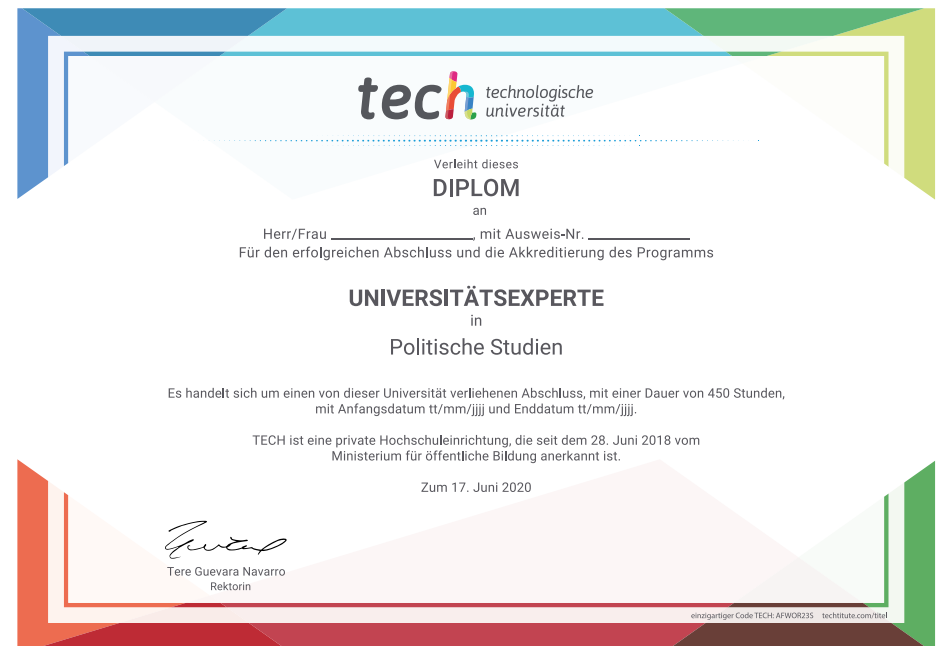 tech technologische
universität
Verleiht dieses
DIPLOM
an
Herr/Frau ____________, mit Ausweis-Nr. ____________
Für den erfolgreichen Abschluss und die Akkreditierung des Programms
UNIVERSITÄTSEXPERTE
in
Politische Studien
Es handelt sich um einen von dieser Universität verliehenen Abschluss, mit einer Dauer von 450 Stunden,
mit Anfangsdatum tt/mm/jjjj und Enddatum tt/mm/jjjj.
TECH ist eine private Hochschuleinrichtung, die seit dem 28. Juni 2018 vom
Ministerium für öffentliche Bildung anerkannt ist.
Zum 17. Juni 2020
Tere Guevara Navarro
Rektorin
einzigartiger Code TECH: AFWOR23S techtitute.com/titel